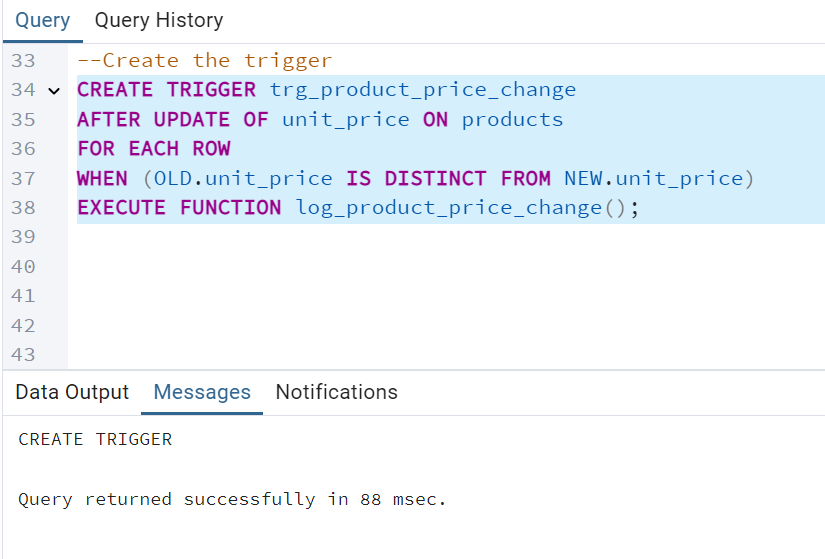 Query Query History
33 --Create the trigger
34 CREATE TRIGGER trg_product_price_change
35 AFTER UPDATE OF unit_price ON products
36 FOR EACH ROW
37 WHEN (OLD.unit_price IS DISTINCT FROM NEW.unit_price)
38 EXECUTE FUNCTION log_product_price_change();
39
40
41
42
43
Data Output Messages Notifications
CREATE TRIGGER
Query returned successfully in 88 msec.